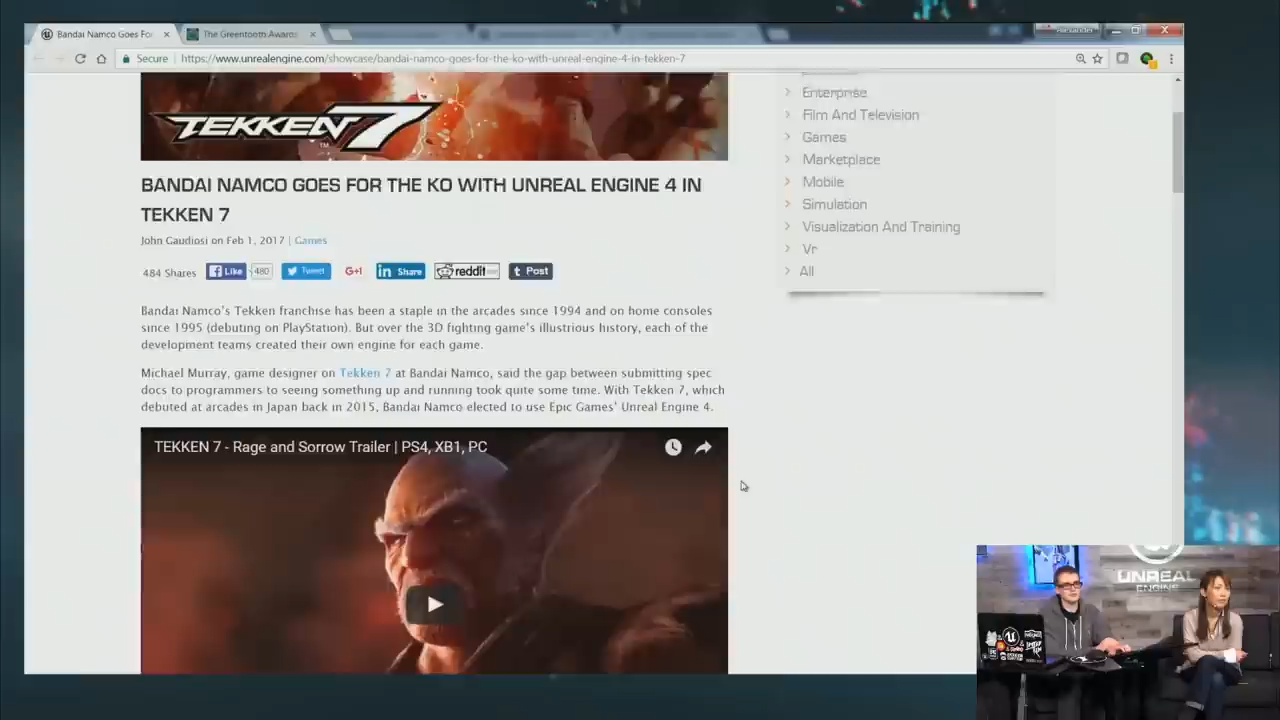 Bandai Namco Goes For
The Greentooth Awards
Alexander
Secure
https://www.unrealengine.com/showcase/bandai-namco-goes-for-the-ko-with-unreal-engine-4-in-tekken-7
TEKKEN 7
TM
Enterprise
Film And Television
Games
Marketplace
Mobile
Simulation
Visualization And Training
Vr
All
BANDAI NAMCO GOES FOR THE KO WITH UNREAL ENGINE 4 IN
TEKKEN 7
John Gaudiosi on Feb 1, 2017 | Games
484 Shares
Like
480
Tweet
G+1
in Share
reddit
t Post
Bandai Namco's Tekken franchise has been a staple in the arcades since 1994 and on home consoles
since 1995 (debuting on PlayStation). But over the 3D fighting game's illustrious history, each of the
development teams created their own engine for each game.
Michael Murray, game designer on Tekken 7 at Bandai Namco, said the gap between submitting spec
docs to programmers to seeing something up and running took quite some time. With Tekken 7, which
debuted at arcades in Japan back in 2015, Bandai Namco elected to use Epic Games' Unreal Engine 4.
TEKKEN 7 - Rage and Sorrow Trailer | PS4, XB1, PC
UNREAL
ENGINE